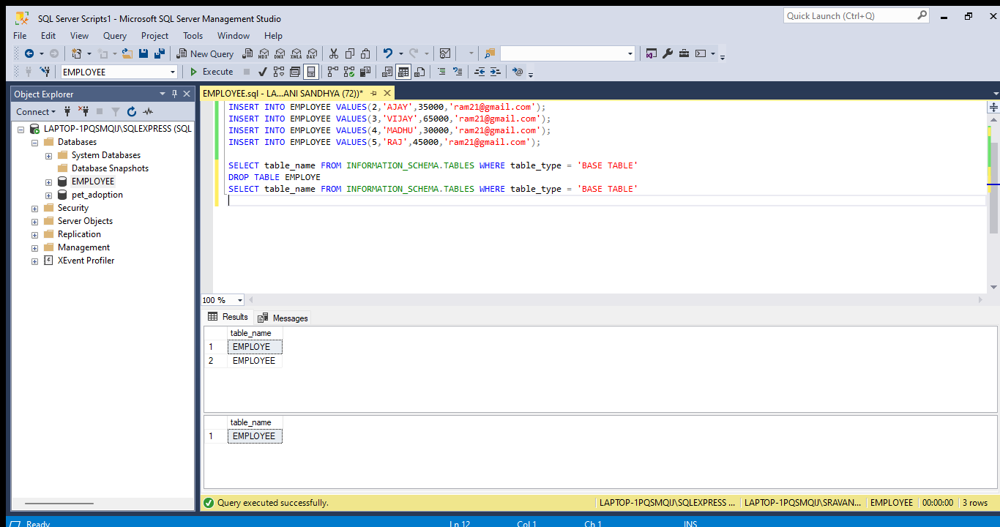 SQL Server Scripts1 - Microsoft SQL Server Management Studio
Quick Launch (Ctrl+Q)
File Edit View Query Project Tools Window Help
New Query MDX DMX XMLA DAX
EMPLOYEE Execute
Object Explorer
EMPLOYEE.sql - LA...ANI SANDHYA (72))*
Connect
LAPTOP-1PQSMQIJ\SQLEXPRESS (SQL
Databases
System Databases
Database Snapshots
EMPLOYEE
pet_adoption
Security
Server Objects
Replication
Management
XEvent Profiler
INSERT INTO EMPLOYEE VALUES(2,'AJAY',35000,'ram21@gmail.com');
INSERT INTO EMPLOYEE VALUES(3,'VIJAY',65000,'ram21@gmail.com');
INSERT INTO EMPLOYEE VALUES(4,'MADHU',30000,'ram21@gmail.com');
INSERT INTO EMPLOYEE VALUES(5,'RAJ',45000,'ram21@gmail.com');
SELECT table_name FROM INFORMATION_SCHEMA.TABLES WHERE table_type = 'BASE TABLE'
DROP TABLE EMPLOYE
SELECT table_name FROM INFORMATION_SCHEMA.TABLES WHERE table_type = 'BASE TABLE'
100 %
Results Messages
table_name
1 EMPLOYE
2 EMPLOYEE
table_name
1 EMPLOYEE
Query executed successfully. LAPTOP-1PQSMQIJ\SQLEXPRESS ... LAPTOP-1PQSMQIJ\SRAVAN... EMPLOYEE 00:00:00 3 rows
Ready Ln 12 Col 1 Ch 1 INS